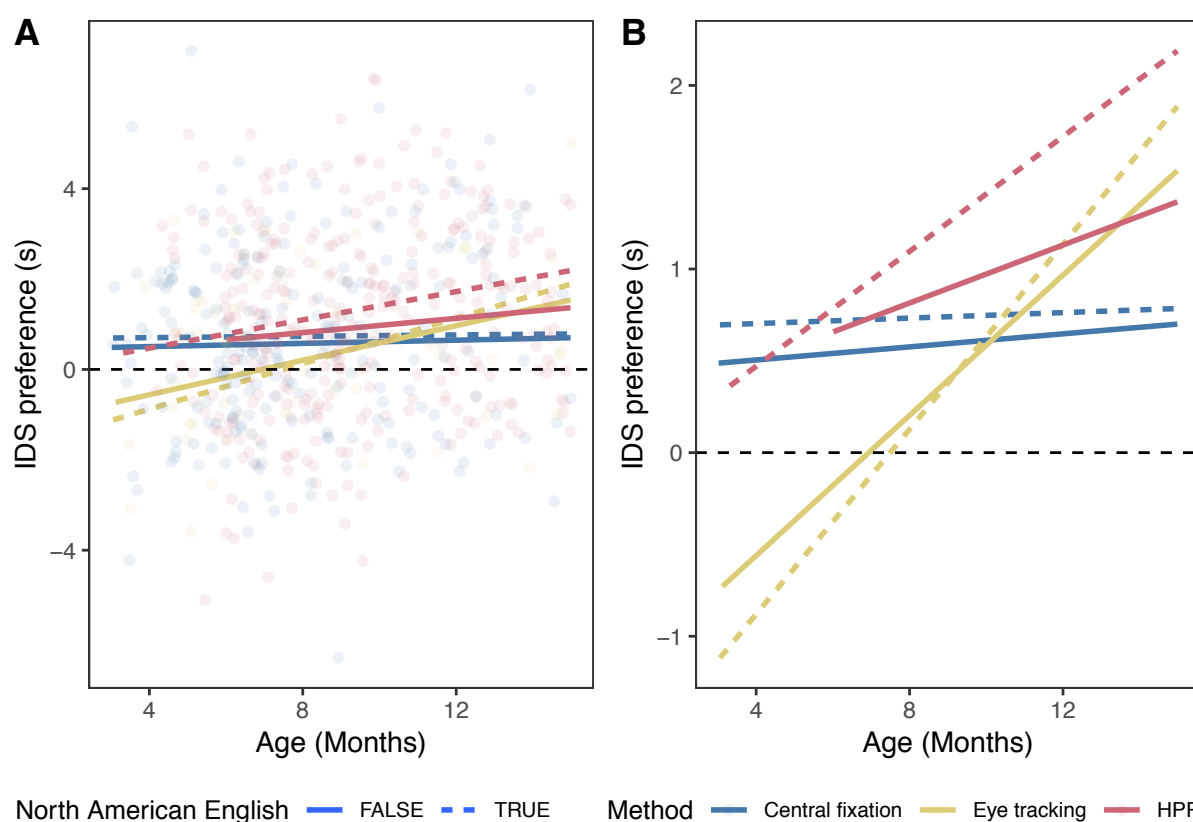 A
B
IDS preference (s)
4
0
−4
4
8
12
Age (Months)
IDS preference (s)
2
1
0
−1
4
8
12
Age (Months)
North American English FALSE TRUE Method Central fixation Eye tracking HPP